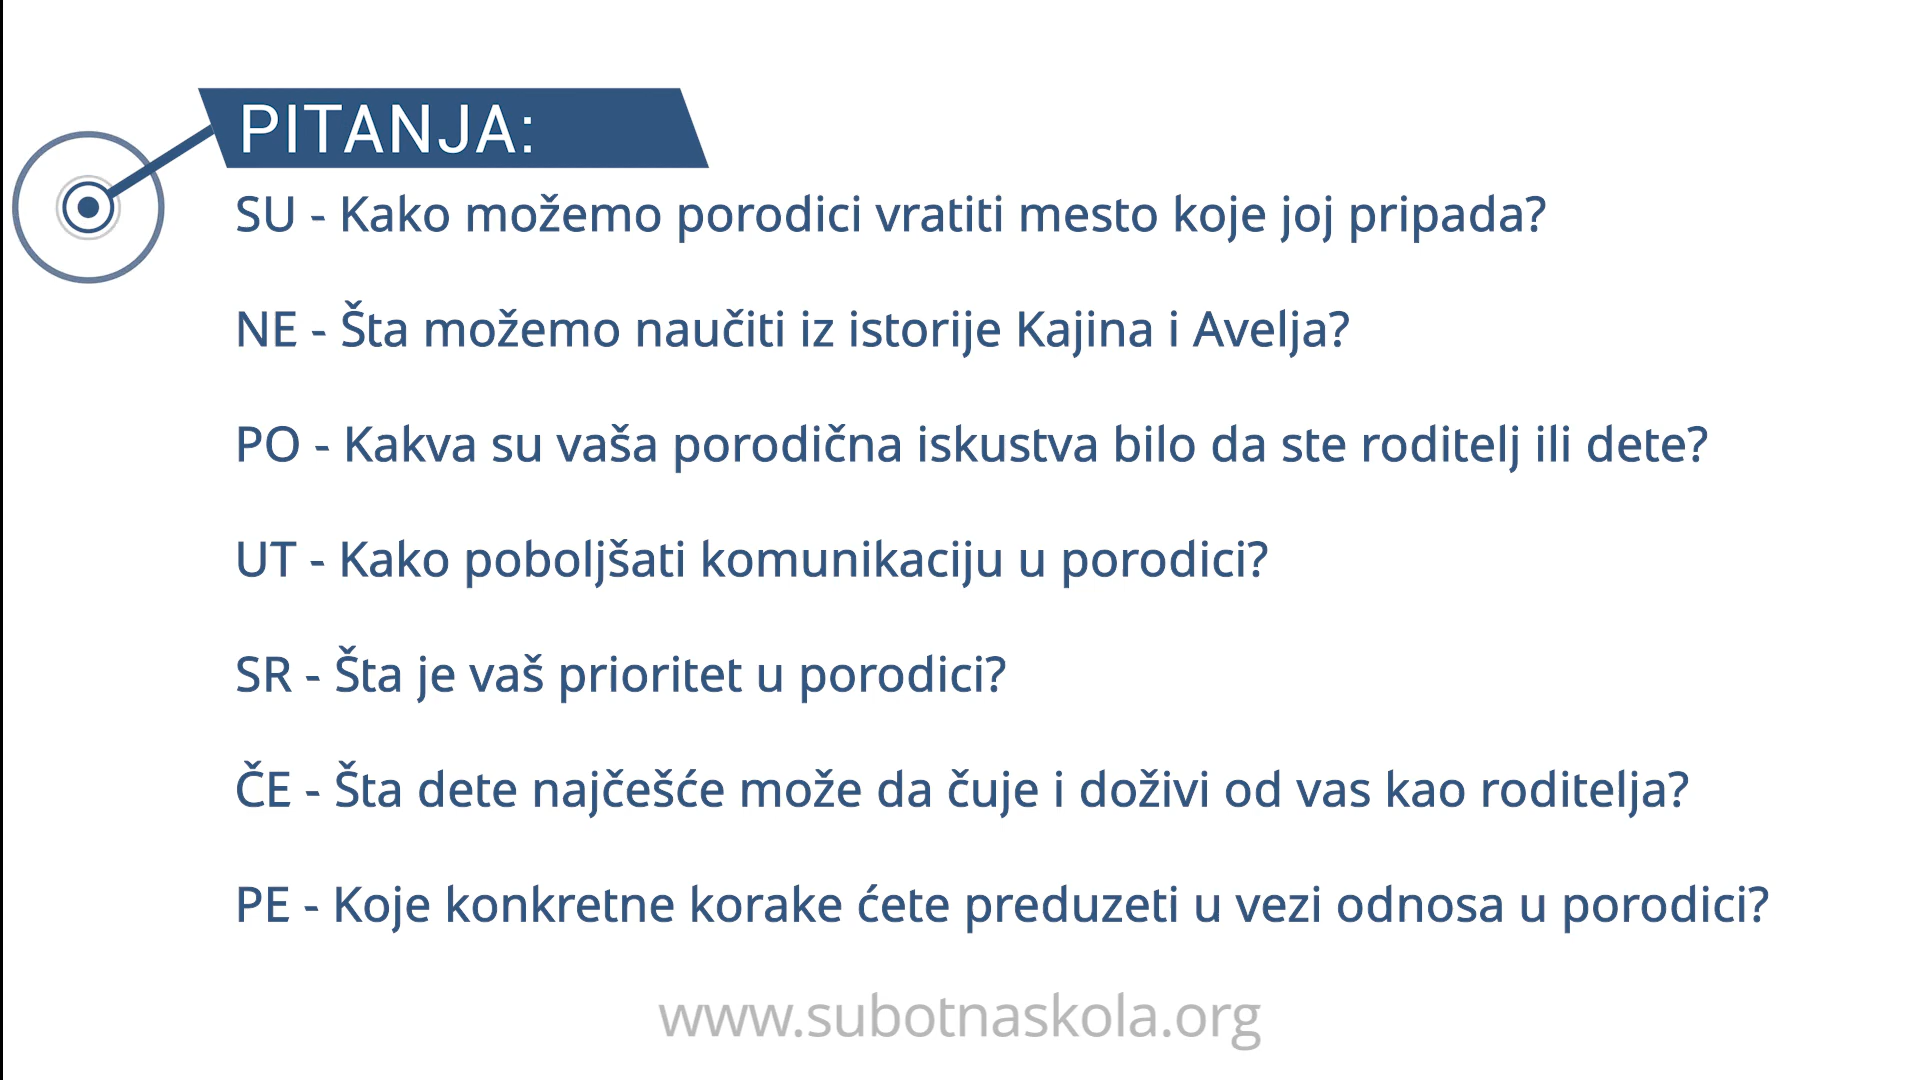 PITANJA:
SU - Kako možemo porodici vratiti mesto koje joj pripada?
NE - Šta možemo naučiti iz istorije Kajina i Avelja?
PO - Kakva su vaša porodična iskustva bilo da ste roditelj ili dete?
UT - Kako poboljšati komunikaciju u porodici?
SR - Šta je vaš prioritet u porodici?
ČE - Šta dete najčešće može da čuje i doživi od vas kao roditelja?
PE - Koje konkretne korake ćete preduzeti u vezi odnosa u porodici?
www.subotnaskola.org